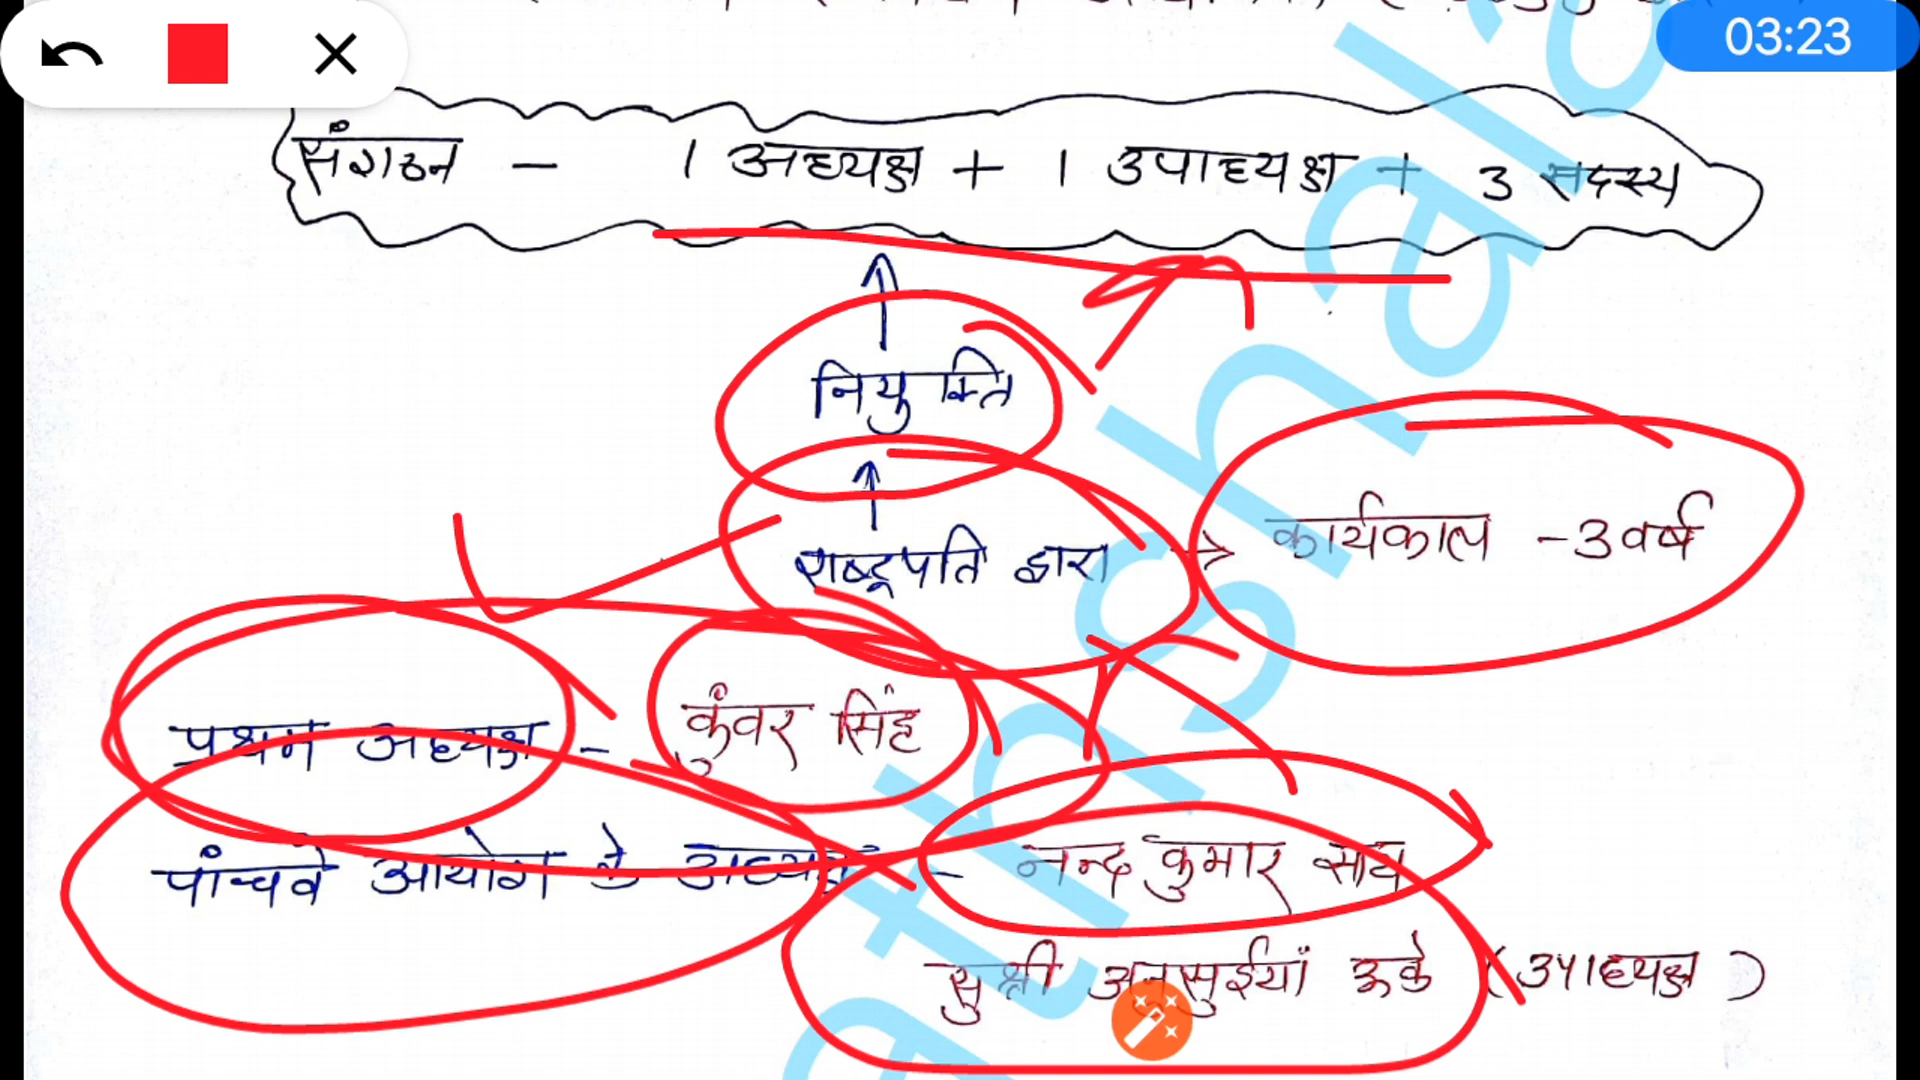 03:23
संगठन - 1 अध्यक्ष + 1 उपाध्यक्ष + 3 सदस्य
नियुक्ति
राष्ट्रपति द्वारा → कार्यकाल - 3 वर्ष
प्रथम अध्यक्ष - कुंवर सिंह
पांचवे आयोग के अध्यक्ष - नन्द कुमार साय
सुश्री अनुसुईयां उइके (उपाध्यक्ष)